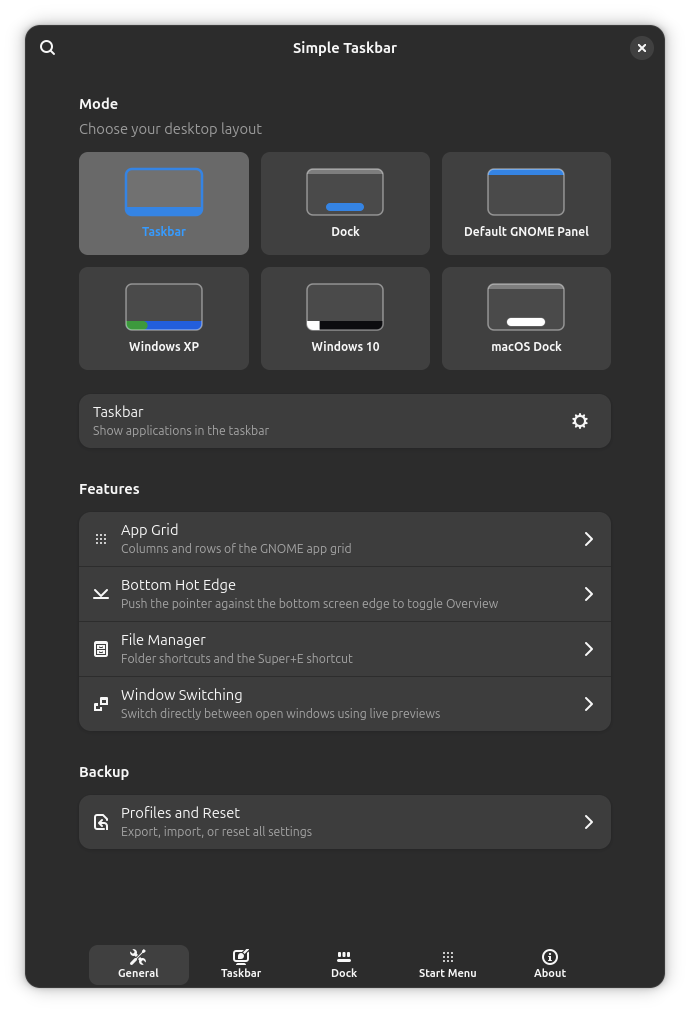 Simple Taskbar
Mode
Choose your desktop layout
Taskbar
Dock
Default GNOME Panel
Windows XP
Windows 10
macOS Dock
Taskbar
Show applications in the taskbar
Features
App Grid
Columns and rows of the GNOME app grid
Bottom Hot Edge
Push the pointer against the bottom screen edge to toggle Overview
File Manager
Folder shortcuts and the Super+E shortcut
Window Switching
Switch directly between open windows using live previews
Backup
Profiles and Reset
Export, import, or reset all settings
General
Taskbar
Dock
Start Menu
About